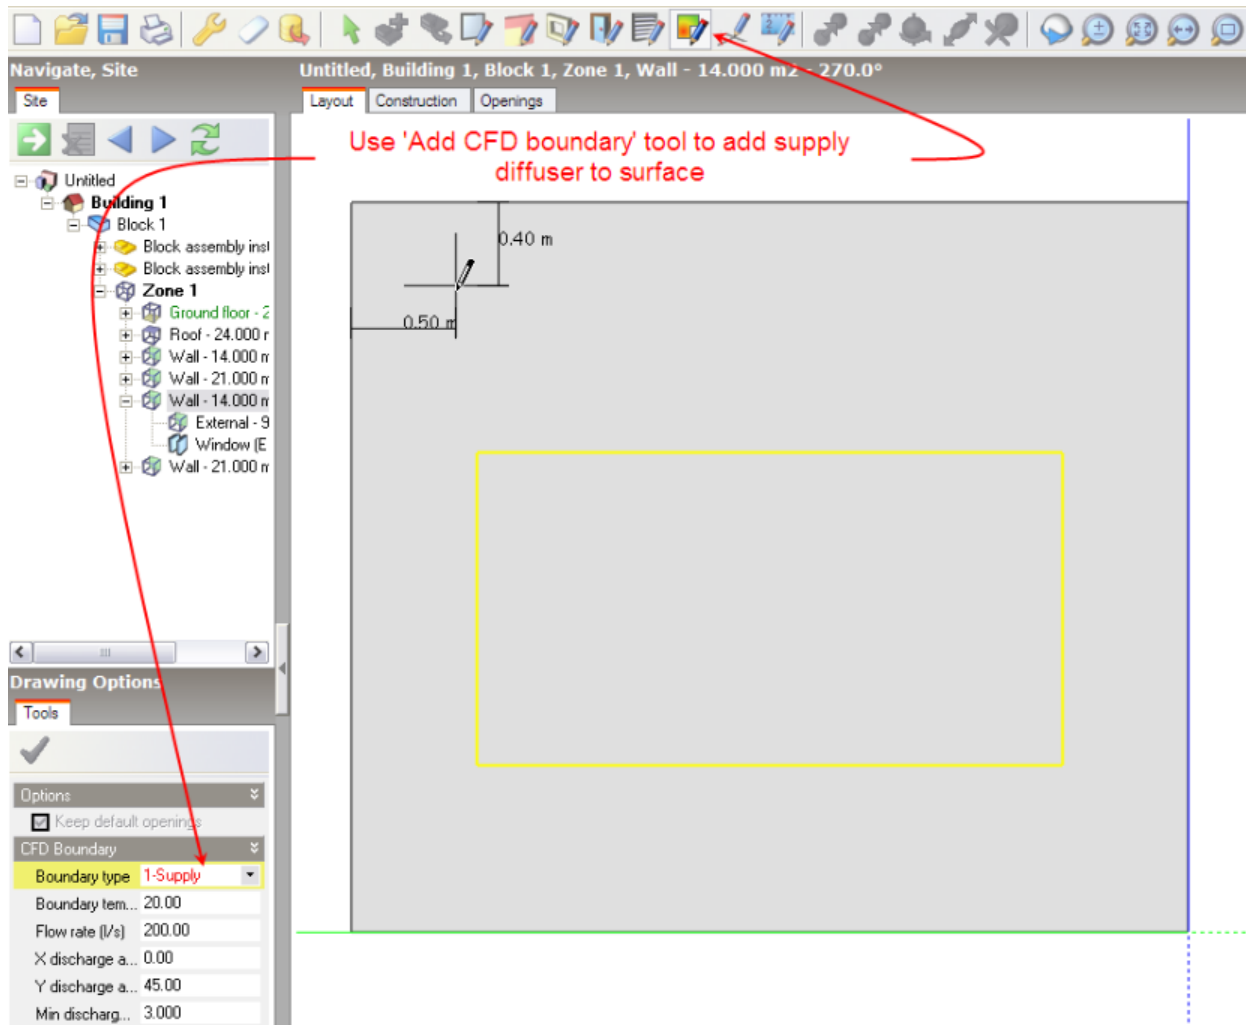 Navigate, Site
Untitled, Building 1, Block 1, Zone 1, Wall - 14.000 m2 - 270.0°
Site
Layout
Construction
Openings
Use 'Add CFD boundary' tool to add supply
diffuser to surface
Untitled
Building 1
Block 1
Block assembly inst
Block assembly inst
Zone 1
Ground floor - 2
Roof - 24.000 r
Wall - 14.000 m
Wall - 21.000 m
Wall - 14.000 m
External - 9
Window (E
Wall - 21.000 m
0.40 m
0.50 m
Drawing Options
Tools
Options
Keep default openings
CFD Boundary
Boundary type 1-Supply
Boundary tem... 20.00
Flow rate (l/s) 200.00
X discharge a... 0.00
Y discharge a... 45.00
Min discharg... 3.000